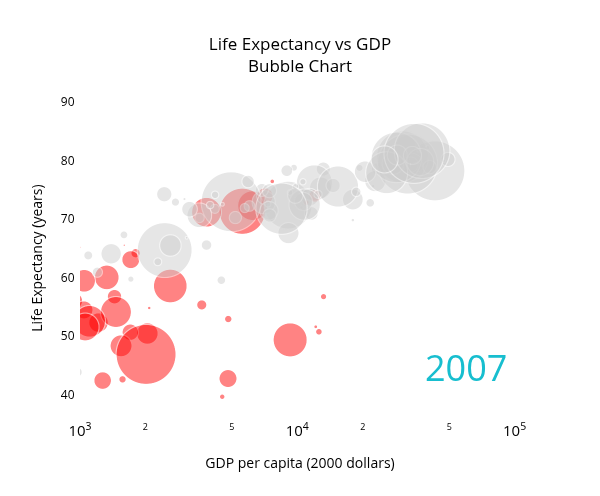 Life Expectancy vs GDP
Bubble Chart
90
80
70
60
50
40
Life Expectancy (years)
2007
10³ 2 5 10⁴ 2 5 10⁵
GDP per capita (2000 dollars)